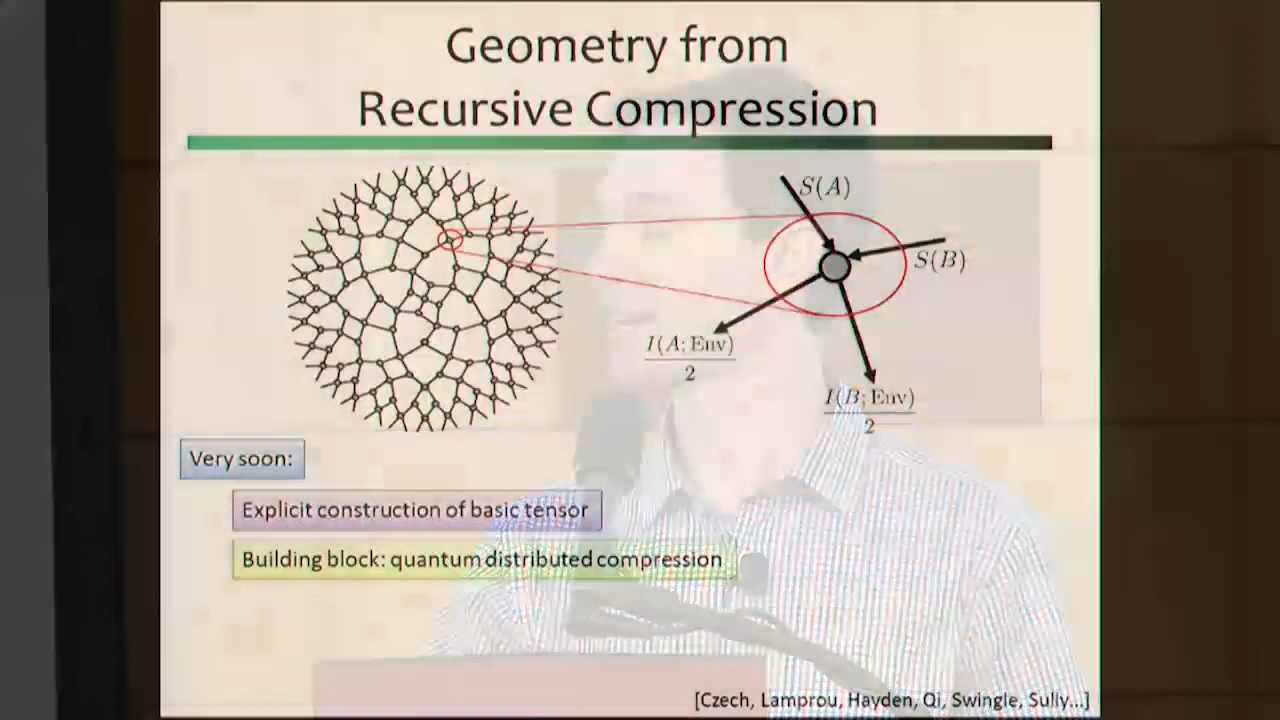 Geometry from
Recursive Compression
S(A)
S(B)
I(A; Env)
2
I(B; Env)
2
Very soon:
Explicit construction of basic tensor
Building block: quantum distributed compression
[Czech, Lamprou, Hayden, Qi, Swingle, Sully...]